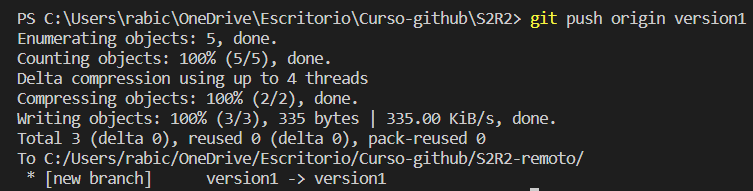 PS C:\Users\rabic\OneDrive\Escritorio\Curso-github\S2R2> git push origin version1
Enumerating objects: 5, done.
Counting objects: 100% (5/5), done.
Delta compression using up to 4 threads
Compressing objects: 100% (2/2), done.
Writing objects: 100% (3/3), 335 bytes | 335.00 KiB/s, done.
Total 3 (delta 0), reused 0 (delta 0), pack-reused 0
To C:/Users/rabic/OneDrive/Escritorio/Curso-github/S2R2-remoto/
 * [new branch]      version1 -> version1